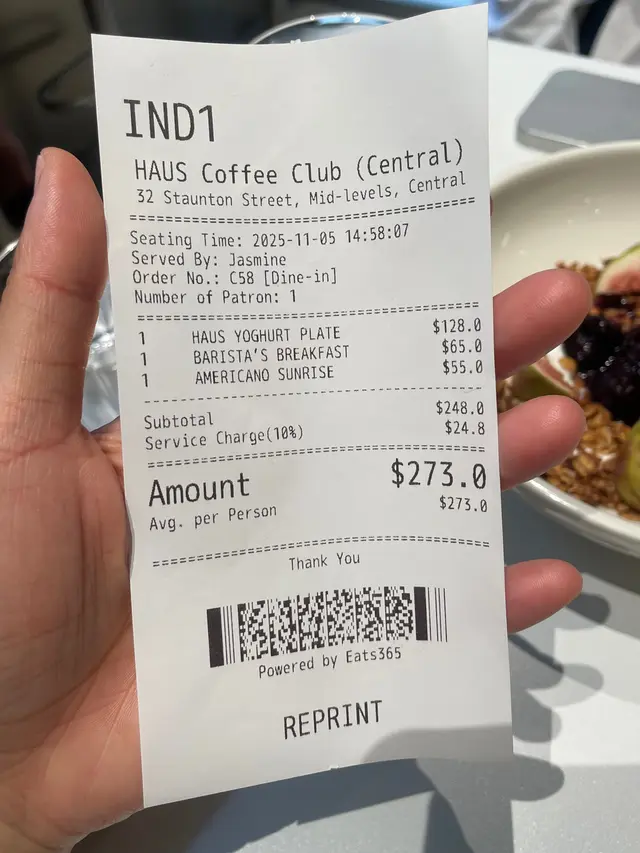 IND1
HAUS Coffee Club (Central)
32 Staunton Street, Mid-levels, Central
Seating Time: 2025-11-05 14:58:07
Served By: Jasmine
Order No.: C58 [Dine-in]
Number of Patron: 1
1 HAUS YOGHURT PLATE $128.0
1 BARISTA'S BREAKFAST $65.0
1 AMERICANO SUNRISE $55.0
Subtotal $248.0
Service Charge(10%) $24.8
Amount $273.0
Avg. per Person $273.0
Thank You
Powered by Eats365
REPRINT